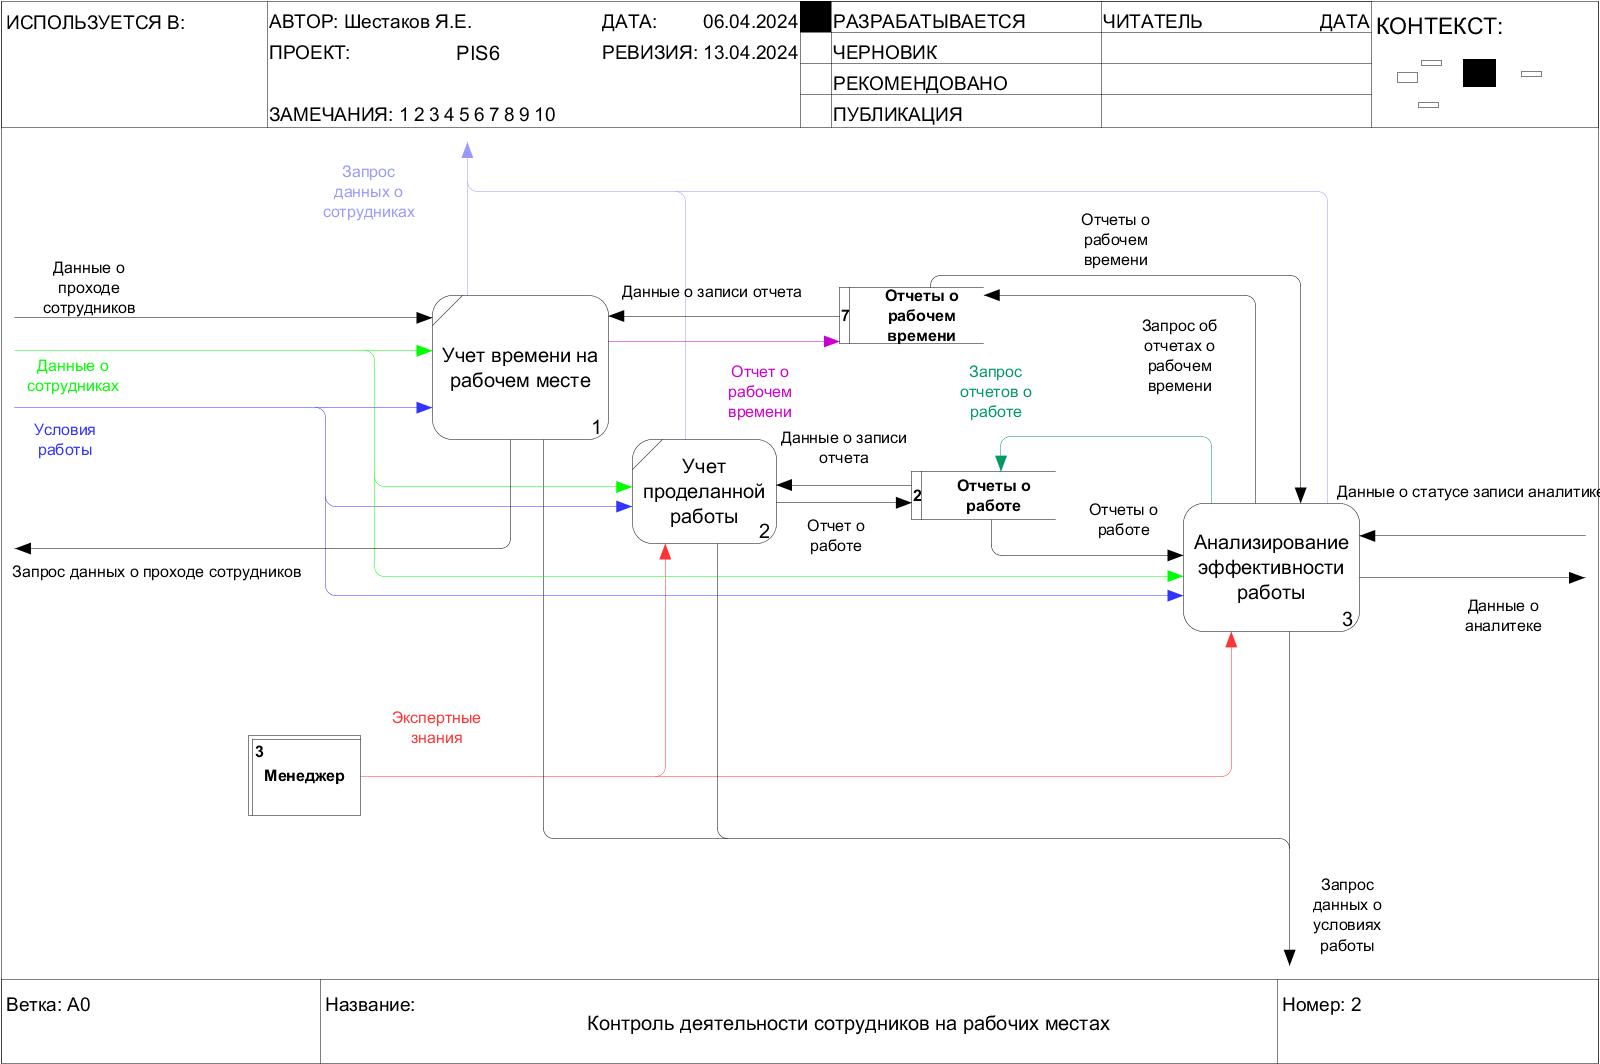 ИСПОЛЬЗУЕТСЯ В:
АВТОР: Шестаков Я.Е.
ДАТА: 06.04.2024
ПРОЕКТ: PIS6
РЕВИЗИЯ: 13.04.2024
ЗАМЕЧАНИЯ: 1 2 3 4 5 6 7 8 9 10
РАЗРАБАТЫВАЕТСЯ
ЧЕРНОВИК
РЕКОМЕНДОВАНО
ПУБЛИКАЦИЯ
ЧИТАТЕЛЬ
ДАТА
КОНТЕКСТ:
Запрос
данных о
сотрудниках
Отчеты о
рабочем
времени
Данные о
проходе
сотрудников
Данные о записи отчета
7
Отчеты о
рабочем
времени
Запрос об
отчетах о
рабочем
времени
Учет времени на
рабочем месте
1
Данные о
сотрудниках
Отчет о
рабочем
времени
Запрос
отчетов о
работе
Условия
работы
Учет
проделанной
работы
2
Данные о записи
отчета
2
Отчеты о
работе
Отчет о
работе
Отчеты о
работе
Данные о статусе записи аналитике
Анализирование
эффективности
работы
3
Запрос данных о проходе сотрудников
Данные о
аналитеке
Экспертные
знания
3
Менеджер
Запрос
данных о
условиях
работы
Ветка: A0
Название:
Контроль деятельности сотрудников на рабочих местах
Номер: 2